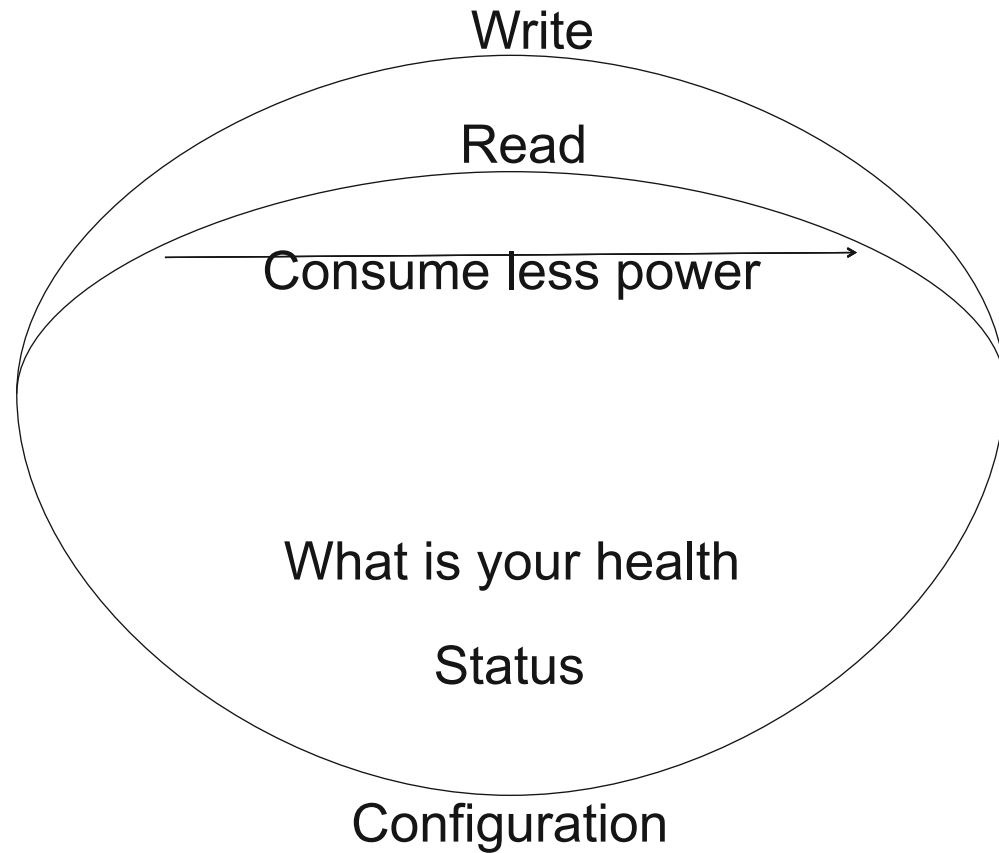 Write
Read
Consume less power
What is your health
Status
Configuration